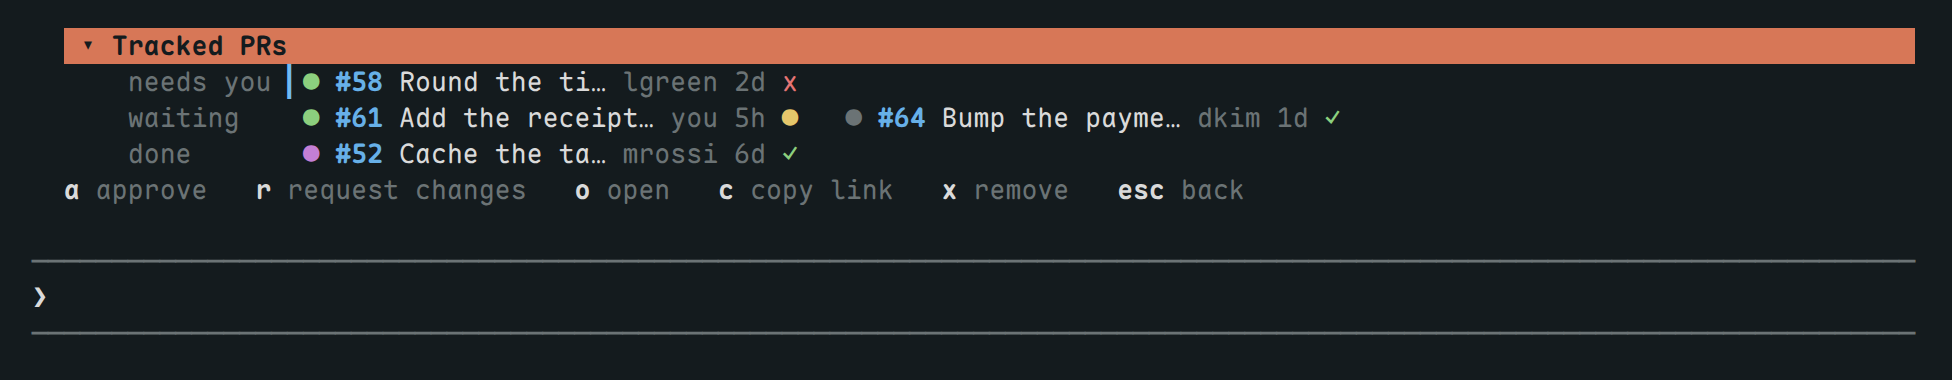 ▾ Tracked PRs
needs you ● #58 Round the ti… lgreen 2d x
waiting ● #61 Add the receipt… you 5h ● ● #64 Bump the payme… dkim 1d ✓
done ● #52 Cache the ta… mrossi 6d ✓
a approve r request changes o open c copy link x remove esc back
❯